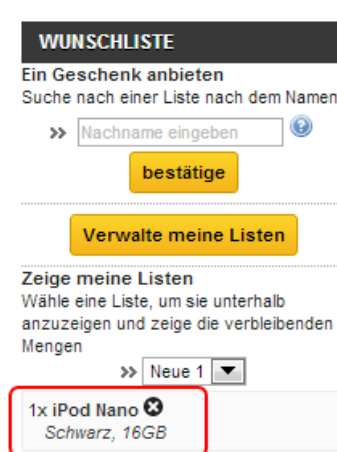 WUNSCHLISTE
Ein Geschenk anbieten
Suche nach einer Liste nach dem Namen
» Nachname eingeben
bestätige
Verwalte meine Listen
Zeige meine Listen
Wähle eine Liste, um sie unterhalb
anzuzeigen und zeige die verbleibenden
Mengen
» Neue 1
1x iPod Nano
Schwarz, 16GB